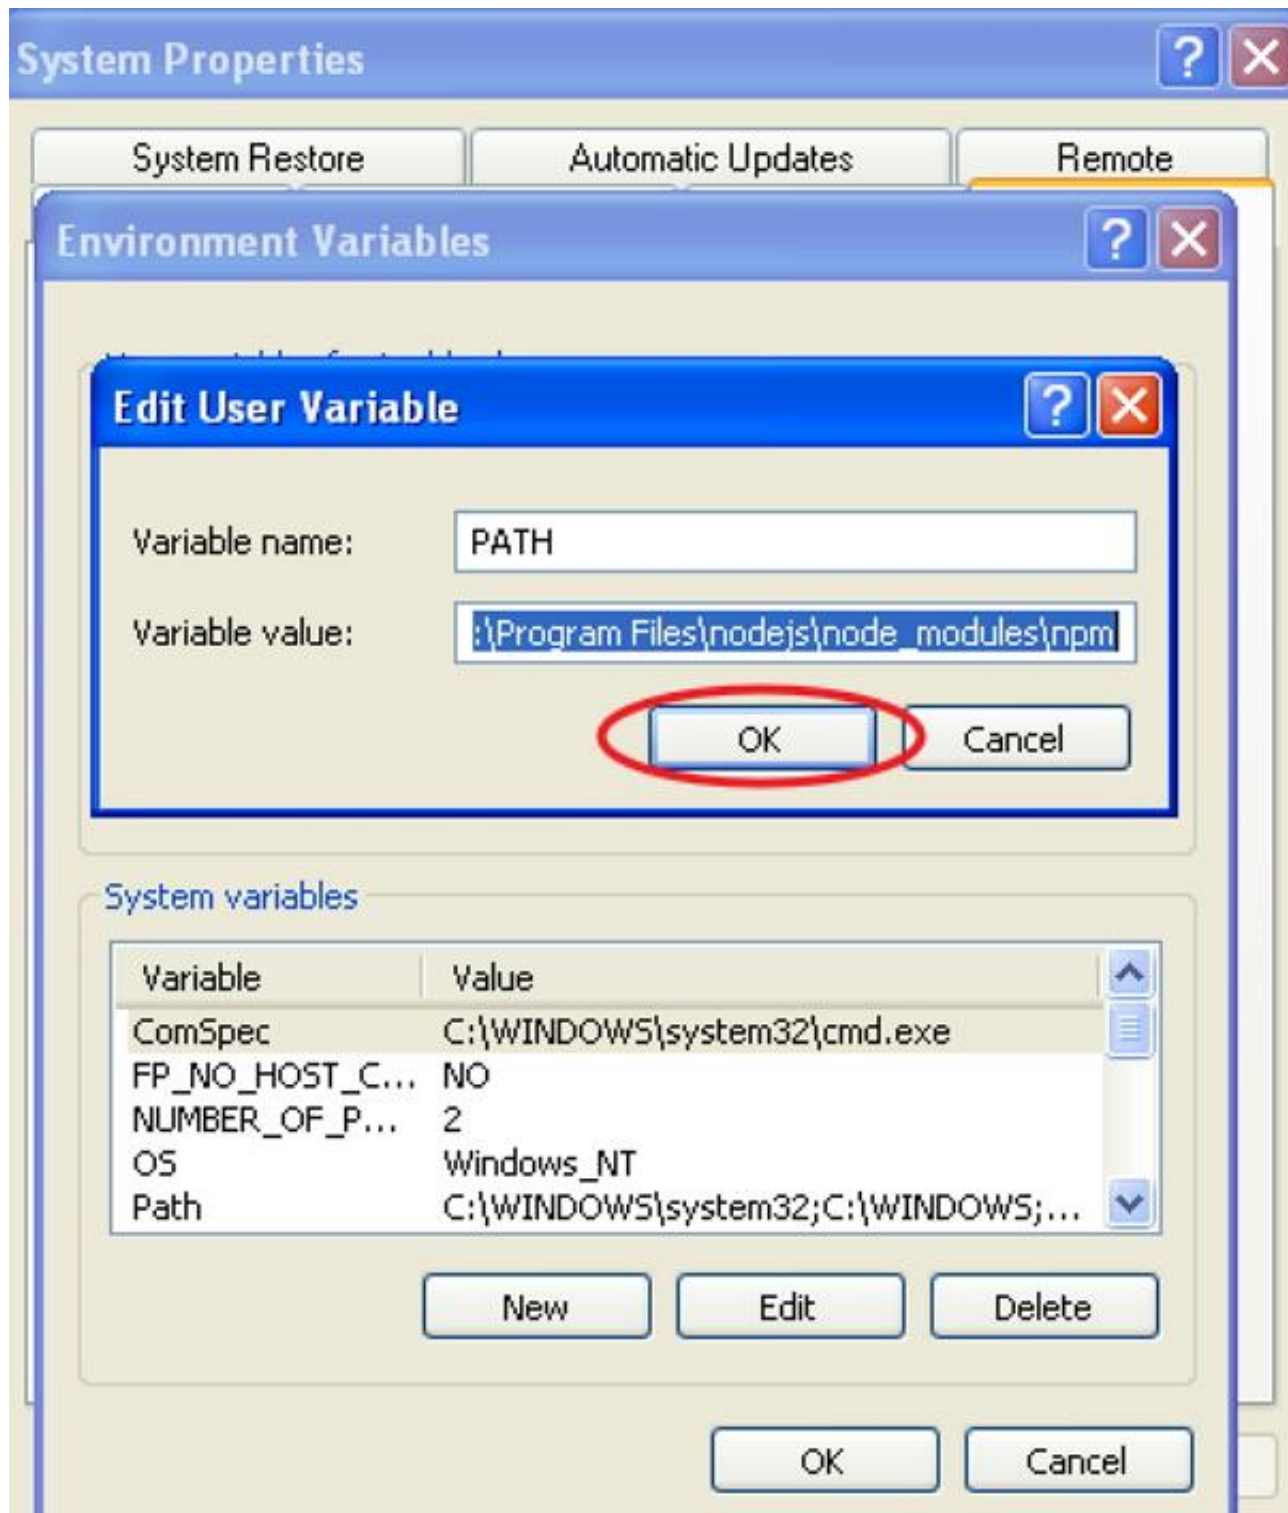 System Properties
System Restore Automatic Updates Remote
Environment Variables
Edit User Variable
Variable name: PATH
Variable value: :\Program Files\nodejs\node_modules\npm
OK Cancel
System variables
Variable Value
ComSpec C:\WINDOWS\system32\cmd.exe
FP_NO_HOST_C... NO
NUMBER_OF_P... 2
OS Windows_NT
Path C:\WINDOWS\system32;C:\WINDOWS;...
New Edit Delete
OK Cancel